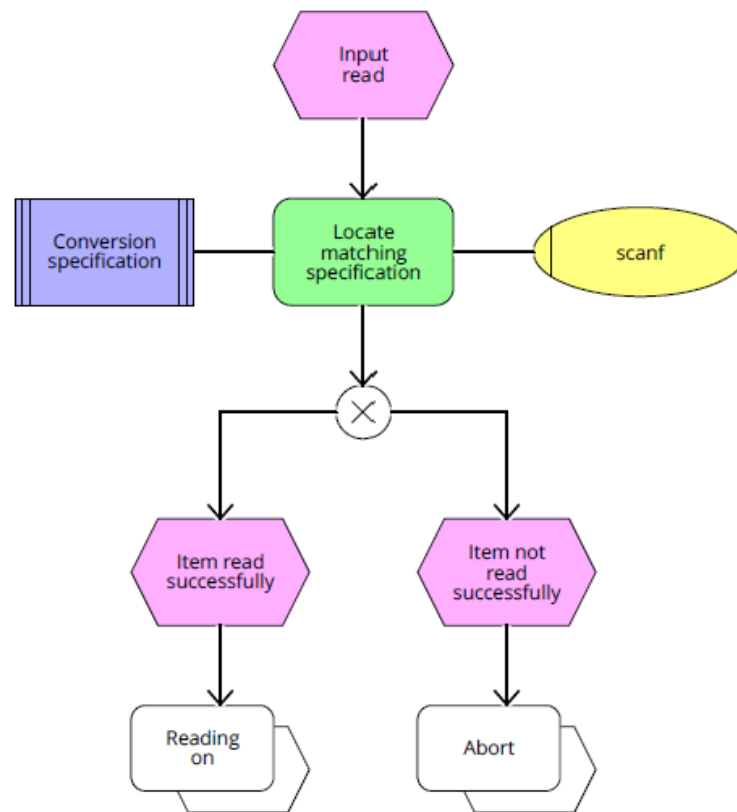 Input
read
Conversion
specification
Locate
matching
specification
scanf
Item read
successfully
Item not
read
successfully
Reading
on
Abort